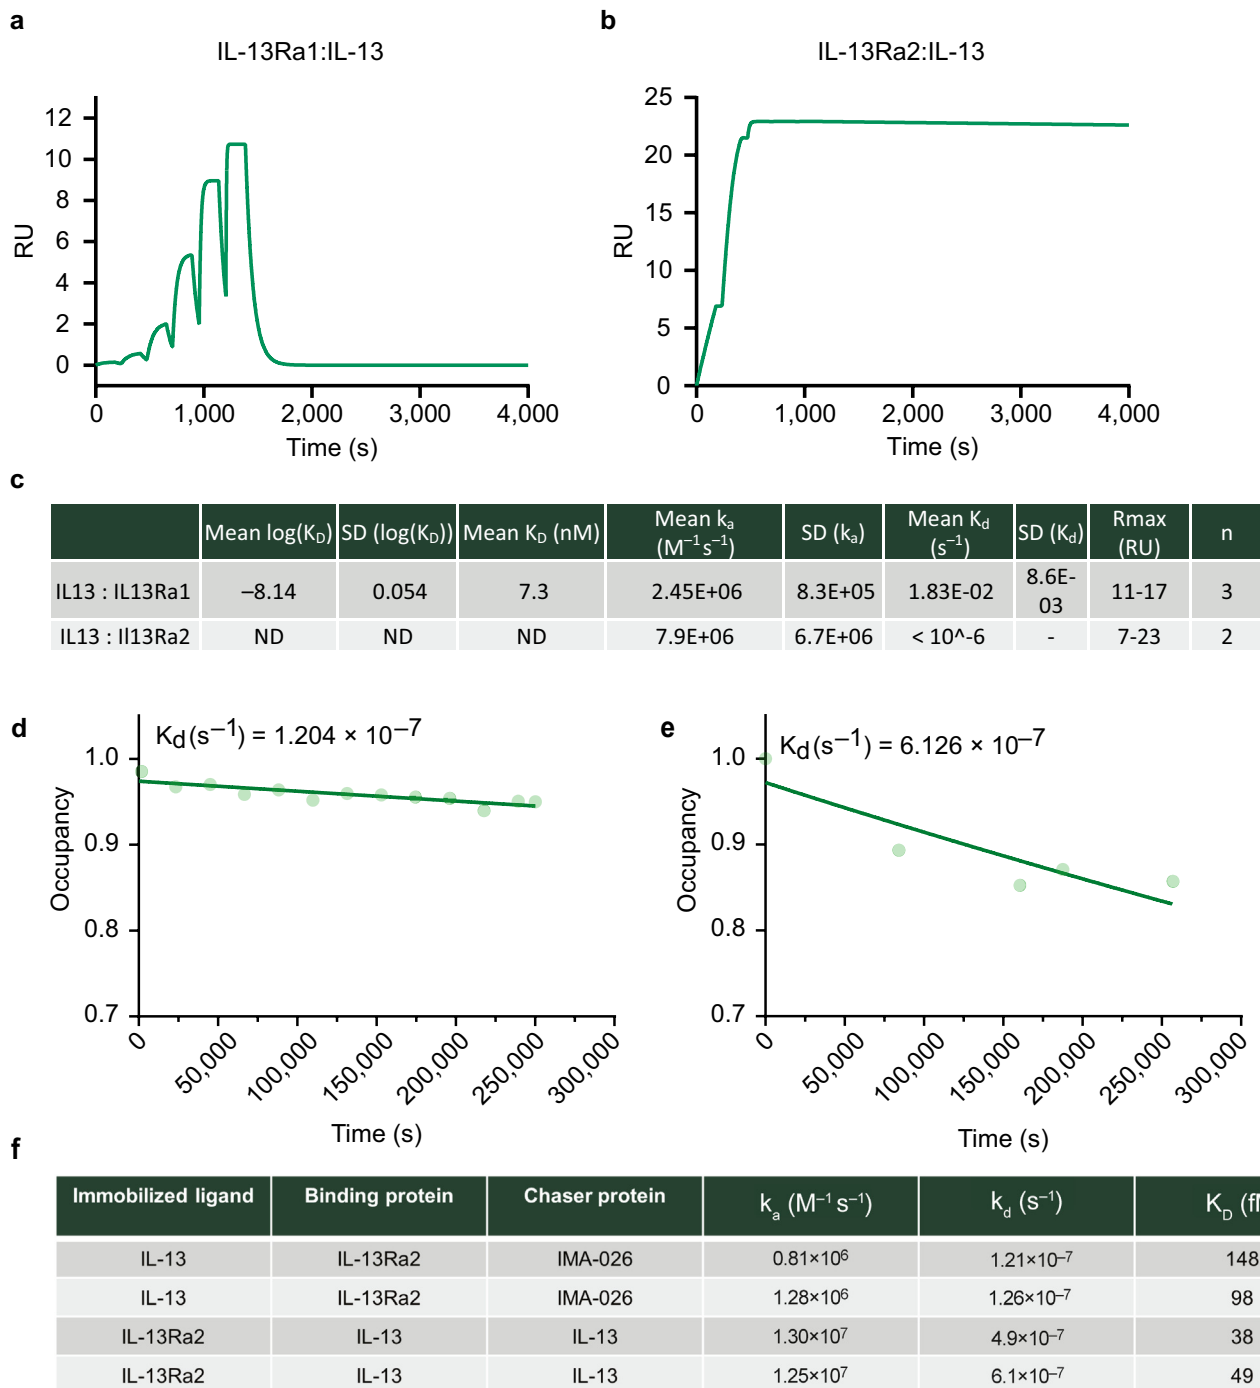 a
IL-13Ra1:IL-13
RU
12
10
8
6
4
2
0
0 1,000 2,000 3,000 4,000
Time (s)
b
IL-13Ra2:IL-13
RU
25
20
15
10
5
0
0 1,000 2,000 3,000 4,000
Time (s)
c
Mean log(K_D) SD (log(K_D)) Mean K_D (nM) Mean k_a (M⁻¹s⁻¹) SD (k_a) Mean K_d (s⁻¹) SD (K_d) Rmax (RU) n
IL13 : IL13Ra1 −8.14 0.054 7.3 2.45E+06 8.3E+05 1.83E-02 8.6E-03 11-17 3
IL13 : Il13Ra2 ND ND ND 7.9E+06 6.7E+06 < 10^-6 - 7-23 2
d
K_d(s⁻¹) = 1.204 × 10⁻⁷
Occupancy
1.0
0.9
0.8
0.7
0 50,000 100,000 150,000 200,000 250,000 300,000
Time (s)
e
K_d(s⁻¹) = 6.126 × 10⁻⁷
Occupancy
1.0
0.9
0.8
0.7
0 50,000 100,000 150,000 200,000 250,000 300,000
Time (s)
f
Immobilized ligand Binding protein Chaser protein k_a (M⁻¹ s⁻¹) k_d (s⁻¹) K_D (f
IL-13 IL-13Ra2 IMA-026 0.81×10⁶ 1.21×10⁻⁷ 148
IL-13 IL-13Ra2 IMA-026 1.28×10⁶ 1.26×10⁻⁷ 98
IL-13Ra2 IL-13 IL-13 1.30×10⁷ 4.9×10⁻⁷ 38
IL-13Ra2 IL-13 IL-13 1.25×10⁷ 6.1×10⁻⁷ 49